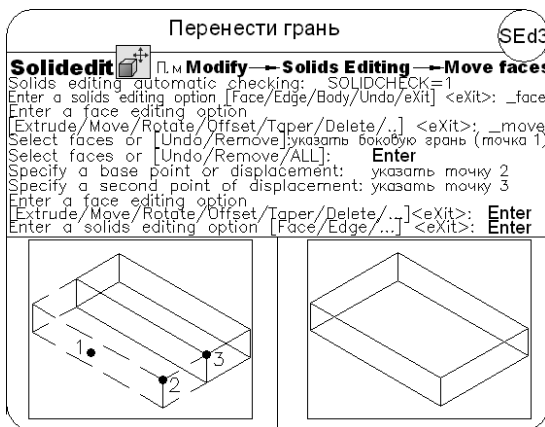 Перенести грань
SEd3
Solidedit П.м Modify—Solids Editing—Move faces
Solids editing automatic checking: SOLIDCHECK=1
Enter a solids editing option [Face/Edge/Body/Undo/eXit] <eXit>: _face
Enter a face editing option
[Extrude/Move/Rotate/Offset/Taper/Delete/..] <eXit>: _move
Select faces or [Undo/Remove]:указать боковую грань (точка 1)
Select faces or [Undo/Remove/ALL]: Enter
Specify a base point or displacement: указать точку 2
Specify a second point of displacement: указать точку 3
Enter a face editing option
[Extrude/Move/Rotate/Offset/Taper/Delete/...]<eXit>: Enter
Enter a solids editing option [Face/Edge/...] <eXit>: Enter
1
3
2